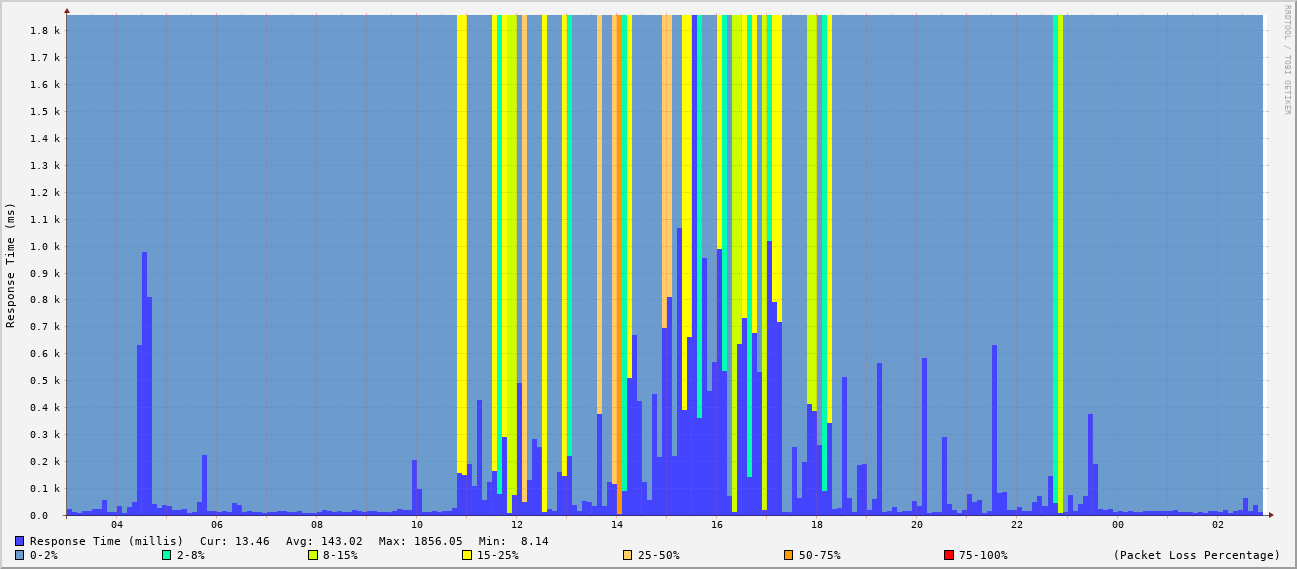 RRDTOOL / TOBI OETIKER
Response Time (ms)
1.8 k
1.7 k
1.6 k
1.5 k
1.4 k
1.3 k
1.2 k
1.1 k
1.0 k
0.9 k
0.8 k
0.7 k
0.6 k
0.5 k
0.4 k
0.3 k
0.2 k
0.1 k
0.0
04 06 08 10 12 14 16 18 20 22 00 02
Response Time (millis) Cur: 13.46 Avg: 143.02 Max: 1856.05 Min: 8.14
0-2% 2-8% 8-15% 15-25% 25-50% 50-75% 75-100% (Packet Loss Percentage)